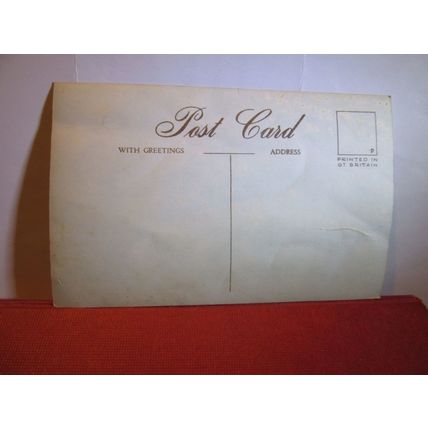 Post Card
WITH GREETINGS
ADDRESS
P
PRINTED IN
GT BRITAIN